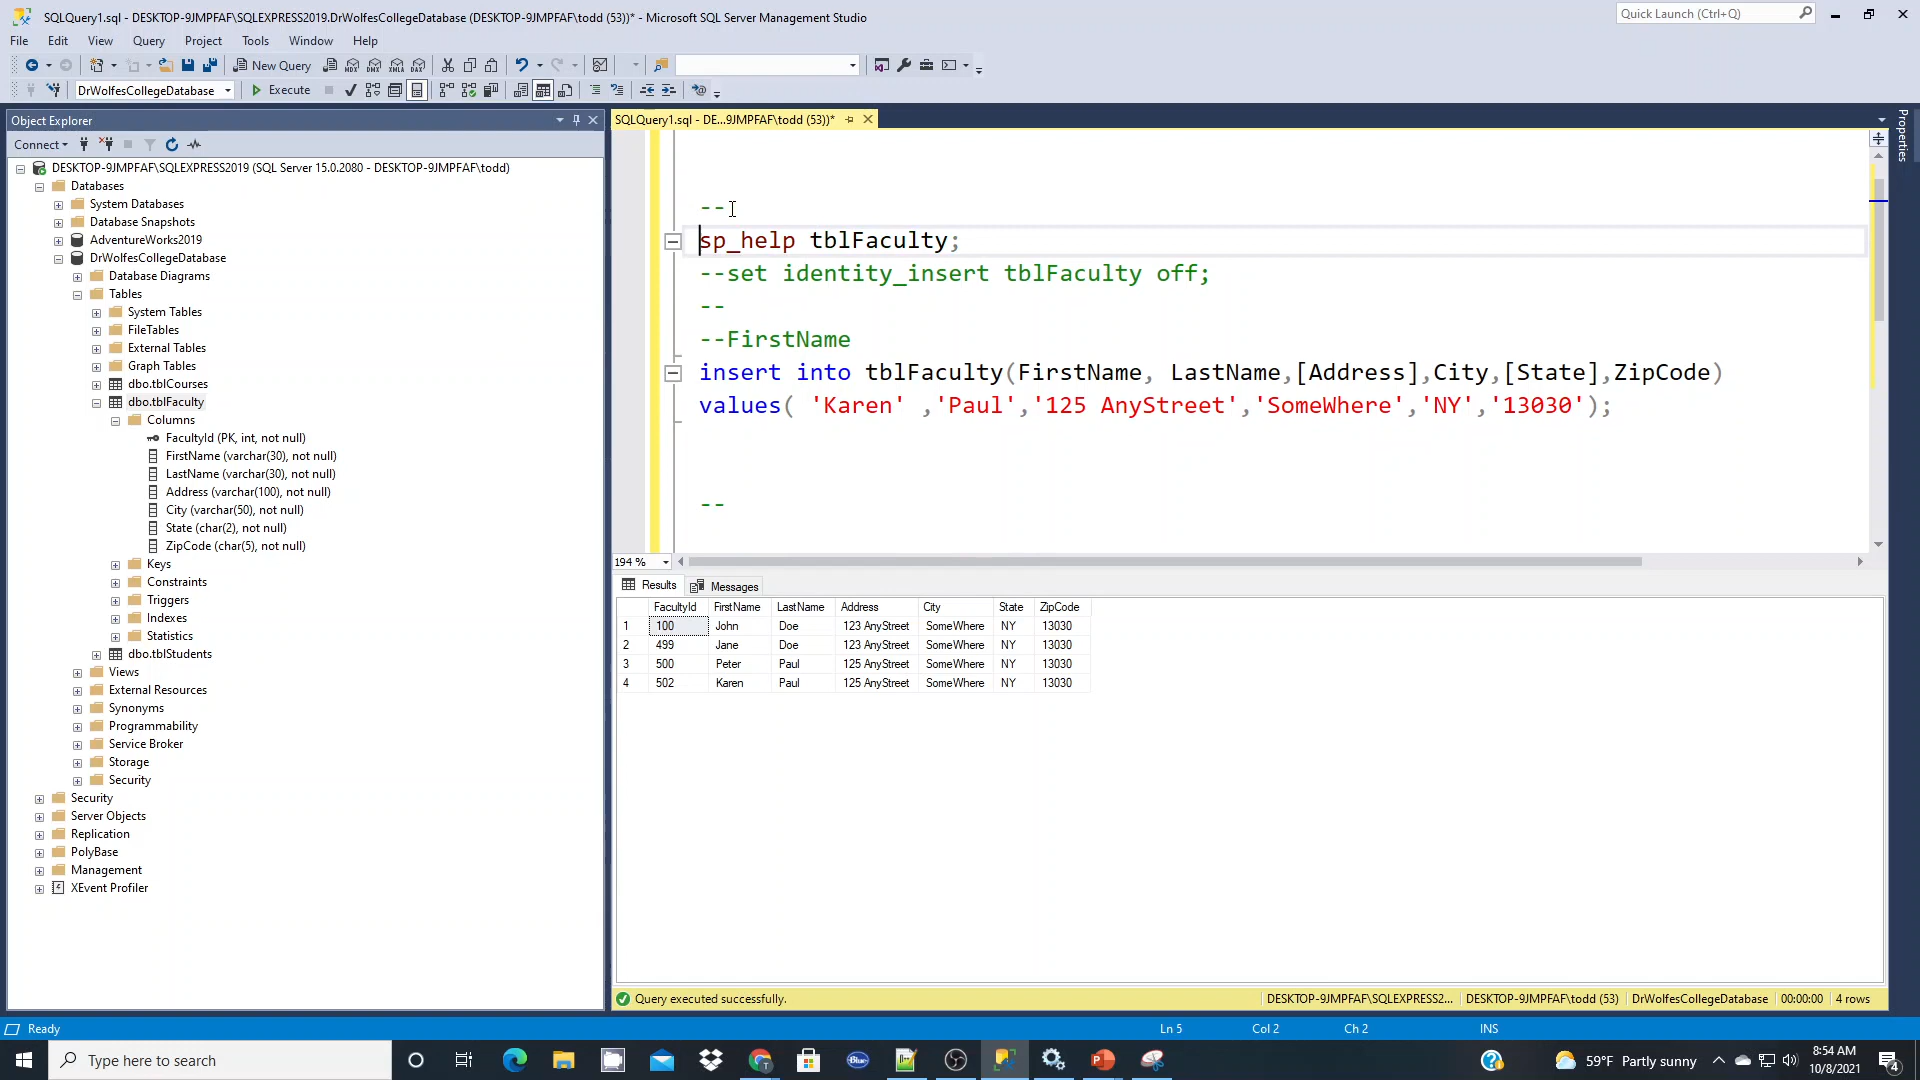 SQLQuery1.sql - DESKTOP-9JMPFAF\SQLEXPRESS2019.DrWolfesCollegeDatabase (DESKTOP-9JMPFAF\todd (53))* - Microsoft SQL Server Management Studio
Quick Launch (Ctrl+Q)
File Edit View Query Project Tools Window Help
New Query
MDX DMX XMLA DAX
DrWolfesCollegeDatabase
Execute
Object Explorer
Connect
DESKTOP-9JMPFAF\SQLEXPRESS2019 (SQL Server 15.0.2080 - DESKTOP-9JMPFAF\todd)
Databases
System Databases
Database Snapshots
AdventureWorks2019
DrWolfesCollegeDatabase
Database Diagrams
Tables
System Tables
FileTables
External Tables
Graph Tables
dbo.tblCourses
dbo.tblFaculty
Columns
FacultyId (PK, int, not null)
FirstName (varchar(30), not null)
LastName (varchar(30), not null)
Address (varchar(100), not null)
City (varchar(50), not null)
State (char(2), not null)
ZipCode (char(5), not null)
Keys
Constraints
Triggers
Indexes
Statistics
dbo.tblStudents
Views
External Resources
Synonyms
Programmability
Service Broker
Storage
Security
Security
Server Objects
Replication
PolyBase
Management
XEvent Profiler
SQLQuery1.sql - DE...9JMPFAF\todd (53))*
Properties
--
sp_help tblFaculty;
--set identity_insert tblFaculty off;
--
--FirstName
insert into tblFaculty(FirstName, LastName,[Address],City,[State],ZipCode)
values( 'Karen' ,'Paul','125 AnyStreet','SomeWhere','NY','13030');
--
194 %
Results Messages
FacultyId FirstName LastName Address City State ZipCode
1 100 John Doe 123 AnyStreet SomeWhere NY 13030
2 499 Jane Doe 123 AnyStreet SomeWhere NY 13030
3 500 Peter Paul 125 AnyStreet SomeWhere NY 13030
4 502 Karen Paul 125 AnyStreet SomeWhere NY 13030
Query executed successfully. DESKTOP-9JMPFAF\SQLEXPRESS2... DESKTOP-9JMPFAF\todd (53) DrWolfesCollegeDatabase 00:00:00 4 rows
Ready Ln 5 Col 2 Ch 2 INS
Type here to search
Blue
59°F Partly sunny
8:54 AM
10/8/2021
4